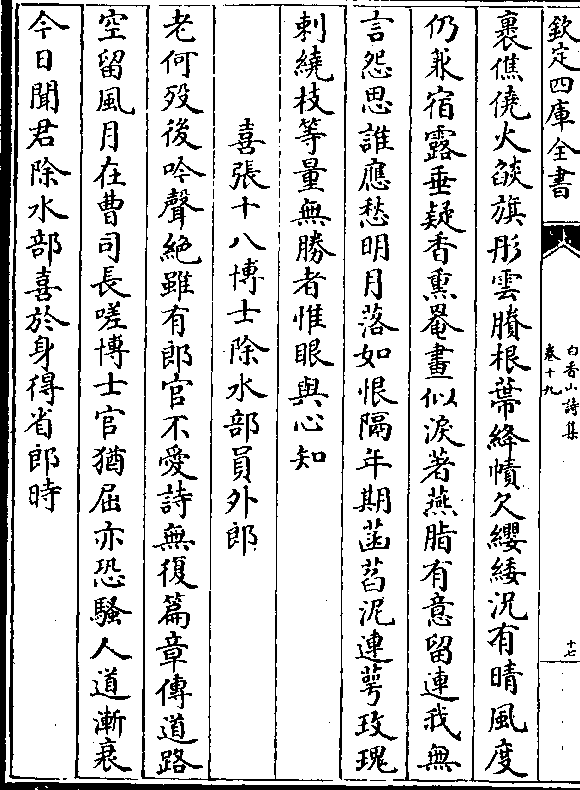 欽定四庫全書
白香山詩集
卷十九
十七
裹僬僥火燄旗彤雲賸根蔕絳幘欠纓緌況有晴風度
仍兼宿露垂疑香熏罨畫似淚著燕脂有意留連我無
言怨思誰應愁明月落如恨隔年期菡萏泥連萼玫瑰
刺繞枝等量無勝者惟眼與心知
喜張十八博士除水部員外郎
老何殁後吟聲絶雖有郎官不愛詩無復篇章傳道路
空留風月在曹司長嗟博士官猶屈亦恐騷人道漸衰
今日聞君除水部喜於身得省郎時